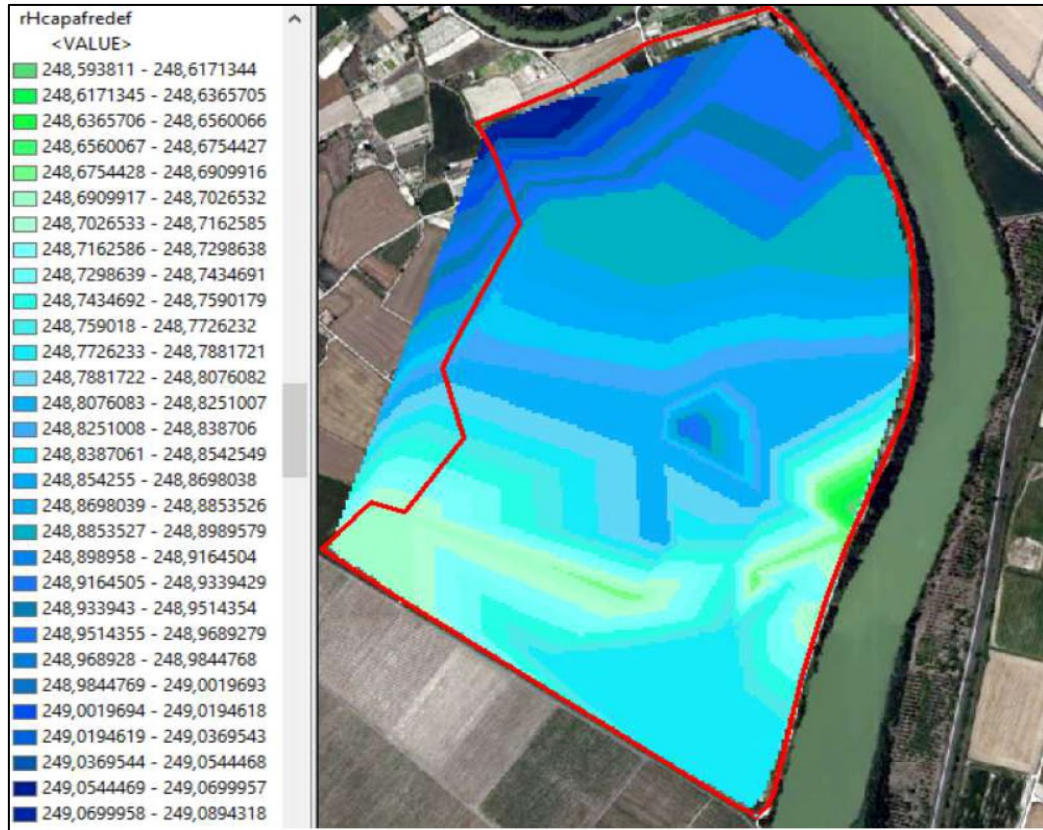 rHcapafredef
<VALUE>
248,593811 - 248,6171344
248,6171345 - 248,6365705
248,6365706 - 248,6560066
248,6560067 - 248,6754427
248,6754428 - 248,6909916
248,6909917 - 248,7026532
248,7026533 - 248,7162585
248,7162586 - 248,7298638
248,7298639 - 248,7434691
248,7434692 - 248,7590179
248,759018 - 248,7726232
248,7726233 - 248,7881721
248,7881722 - 248,8076082
248,8076083 - 248,8251007
248,8251008 - 248,838706
248,8387061 - 248,8542549
248,854255 - 248,8698038
248,8698039 - 248,8853526
248,8853527 - 248,8989579
248,898958 - 248,9164504
248,9164505 - 248,9339429
248,933943 - 248,9514354
248,9514355 - 248,9689279
248,968928 - 248,9844768
248,9844769 - 249,0019693
249,0019694 - 249,0194618
249,0194619 - 249,0369543
249,0369544 - 249,0544468
249,0544469 - 249,0699957
249,0699958 - 249,0894318